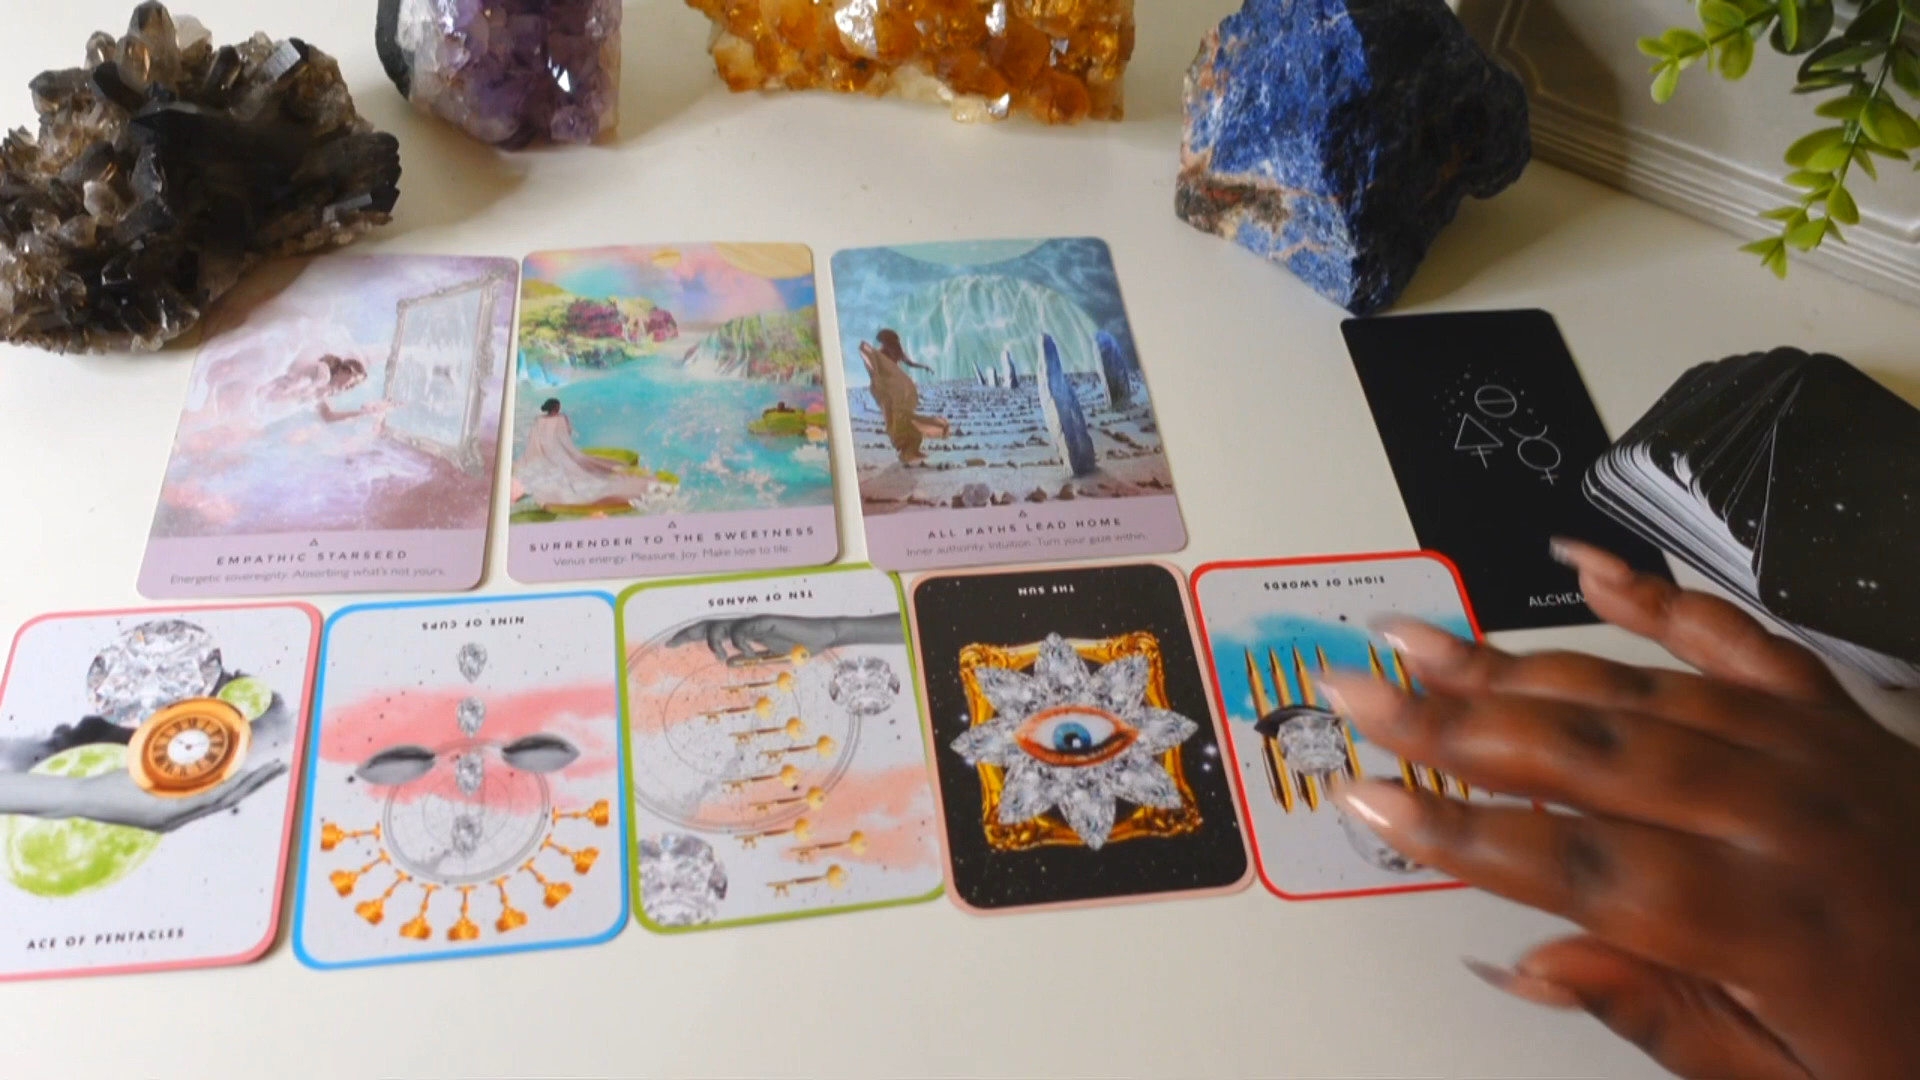 EMPATHIC STARSEED
Energetic sovereignty. Absorbing what's not yours.
SURRENDER TO THE SWEETNESS
Venus energy. Pleasure. Joy. Make love to life.
ALL PATHS LEAD HOME
Inner authority. Intuition. Turn your gaze within.
ALCHEM
ACE OF PENTACLES
NINE OF CUPS
TEN OF WANDS
THE SUN
EIGHT OF SWORDS